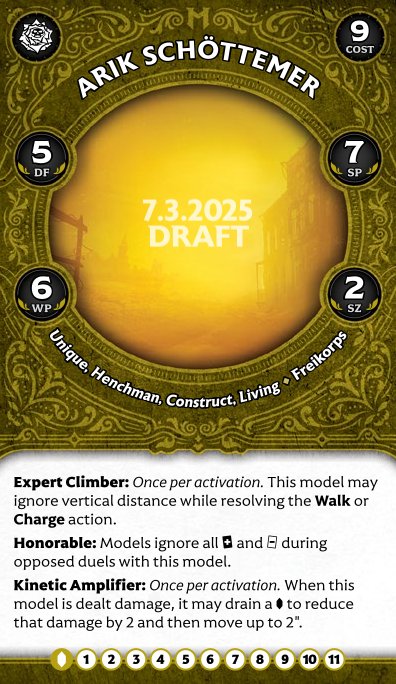 9
COST
ARIK SCHÖTTEMER
5
DF
7
SP
7.3.2025
DRAFT
6
WP
2
SZ
Unique, Henchman, Construct, Living ♦ Freikorps
Expert Climber: Once per activation. This model may
ignore vertical distance while resolving the Walk or
Charge action.
Honorable: Models ignore all and during
opposed duels with this model.
Kinetic Amplifier: Once per activation. When this
model is dealt damage, it may drain a to reduce
that damage by 2 and then move up to 2".
1 2 3 4 5 6 7 8 9 10 11